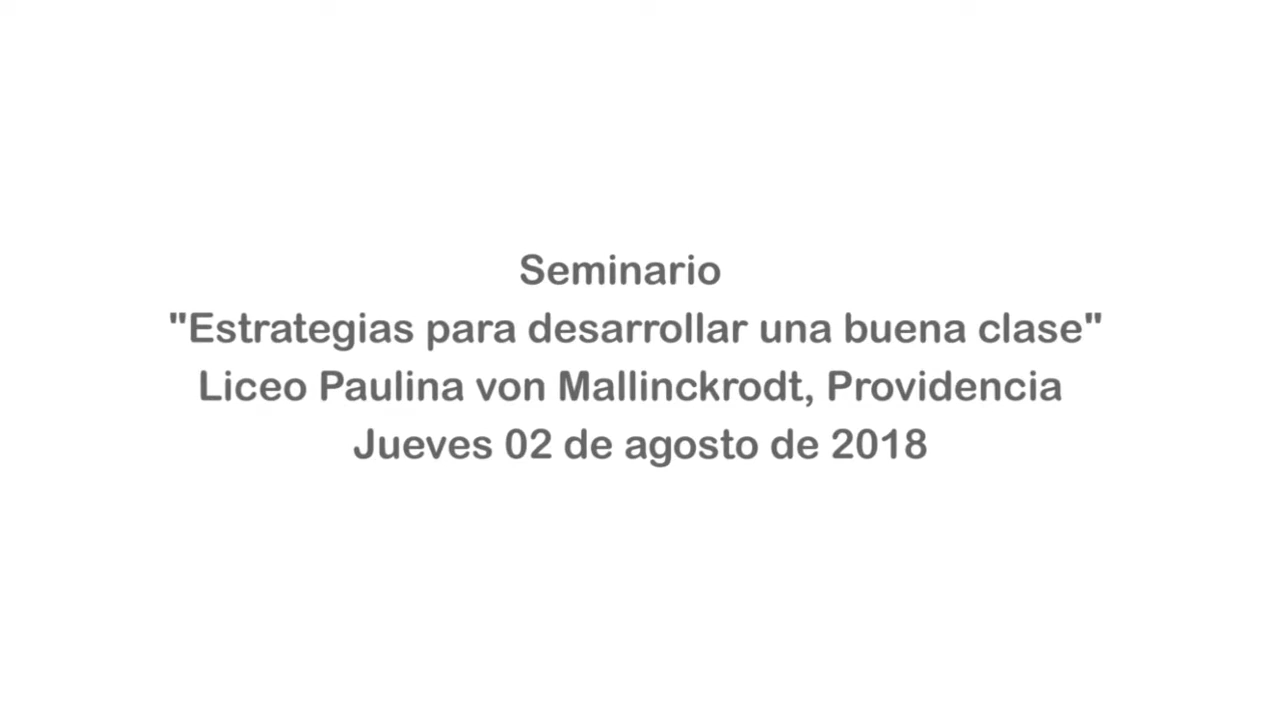 Seminario
"Estrategias para desarrollar una buena clase"
Liceo Paulina von Mallinckrodt, Providencia
Jueves 02 de agosto de 2018